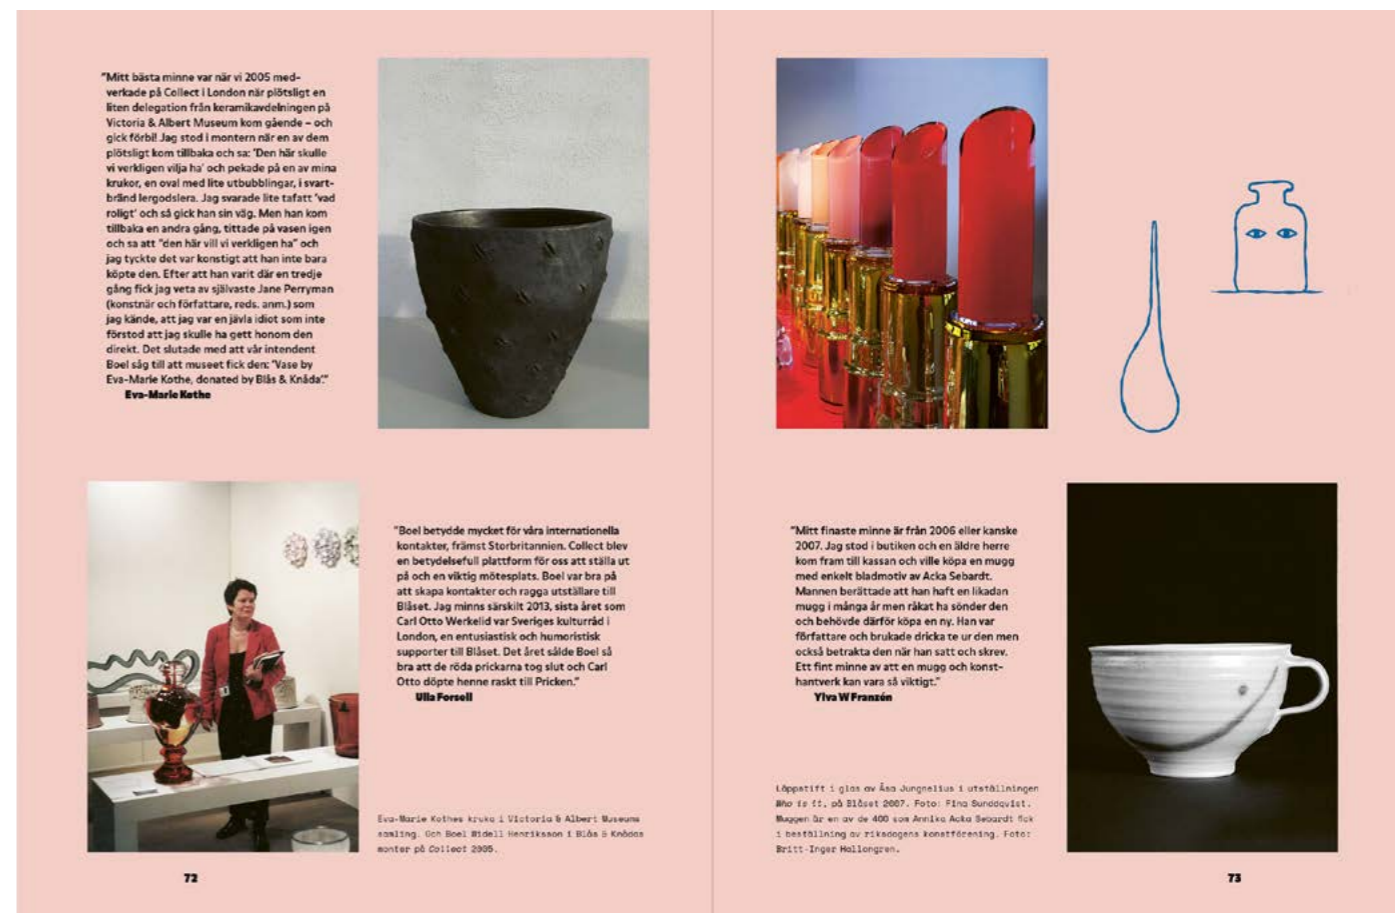 "Mitt bästa minne var när vi 2005 med-
verkade på Collect i London när plötsligt en
liten delegation från keramikavdelningen på
Victoria & Albert Museum kom gående – och
gick förbi! Jag stod i montern när en av dem
plötsligt kom tillbaka och sa: 'Den här skulle
vi verkligen vilja ha' och pekade på en av mina
krukor, en oval med lite utbubblingar, i svart-
bränd lergodslera. Jag svarade lite tafatt 'vad
roligt' och så gick han sin väg. Men han kom
tillbaka en andra gång, tittade på vasen igen
och sa att "den här vill vi verkligen ha" och
jag tyckte det var konstigt att han inte bara
köpte den. Efter att han varit där en tredje
gång fick jag veta av självaste Jane Perryman
(konstnär och författare, reds. anm.) som
jag kände, att jag var en jävla idiot som inte
förstod att jag skulle ha gett honom den
direkt. Det slutade med att vår intendent
Boel såg till att museet fick den: 'Vase by
Eva-Marie Kothe, donated by Blås & Knåda'."
Eva-Marie Kothe
"Boel betydde mycket för våra internationella
kontakter, främst Storbritannien. Collect blev
en betydelsefull plattform för oss att ställa ut
på och en viktig mötesplats. Boel var bra på
att skapa kontakter och ragga utställare till
Blåset. Jag minns särskilt 2013, sista året som
Carl Otto Werkelid var Sveriges kulturråd i
London, en entusiastisk och humoristisk
supporter till Blåset. Det året sålde Boel så
bra att de röda prickarna tog slut och Carl
Otto döpte henne raskt till Pricken."
Ulla Forsell
Eva-Marie Kothes kruka i Victoria & Albert Museums
samling. Och Boel Widell Henriksson i Blås & Knådas
monter på Collect 2005.
72
"Mitt finaste minne är från 2006 eller kanske
2007. Jag stod i butiken och en äldre herre
kom fram till kassan och ville köpa en mugg
med enkelt bladmotiv av Acka Sebardt.
Mannen berättade att han haft en likadan
mugg i många år men råkat ha sönder den
och behövde därför köpa en ny. Han var
författare och brukade dricka te ur den men
också betrakta den när han satt och skrev.
Ett fint minne av att en mugg och konst-
hantverk kan vara så viktigt."
Ylva W Franzén
Läppstift i glas av Åsa Jungnelius i utställningen
Who is it, på Blåset 2007. Foto: Fina Sundqvist.
Muggen är en av de 400 som Annika Acka Sebardt fick
i beställning av riksdagens konstförening. Foto:
Britt-Inger Hallongren.
73